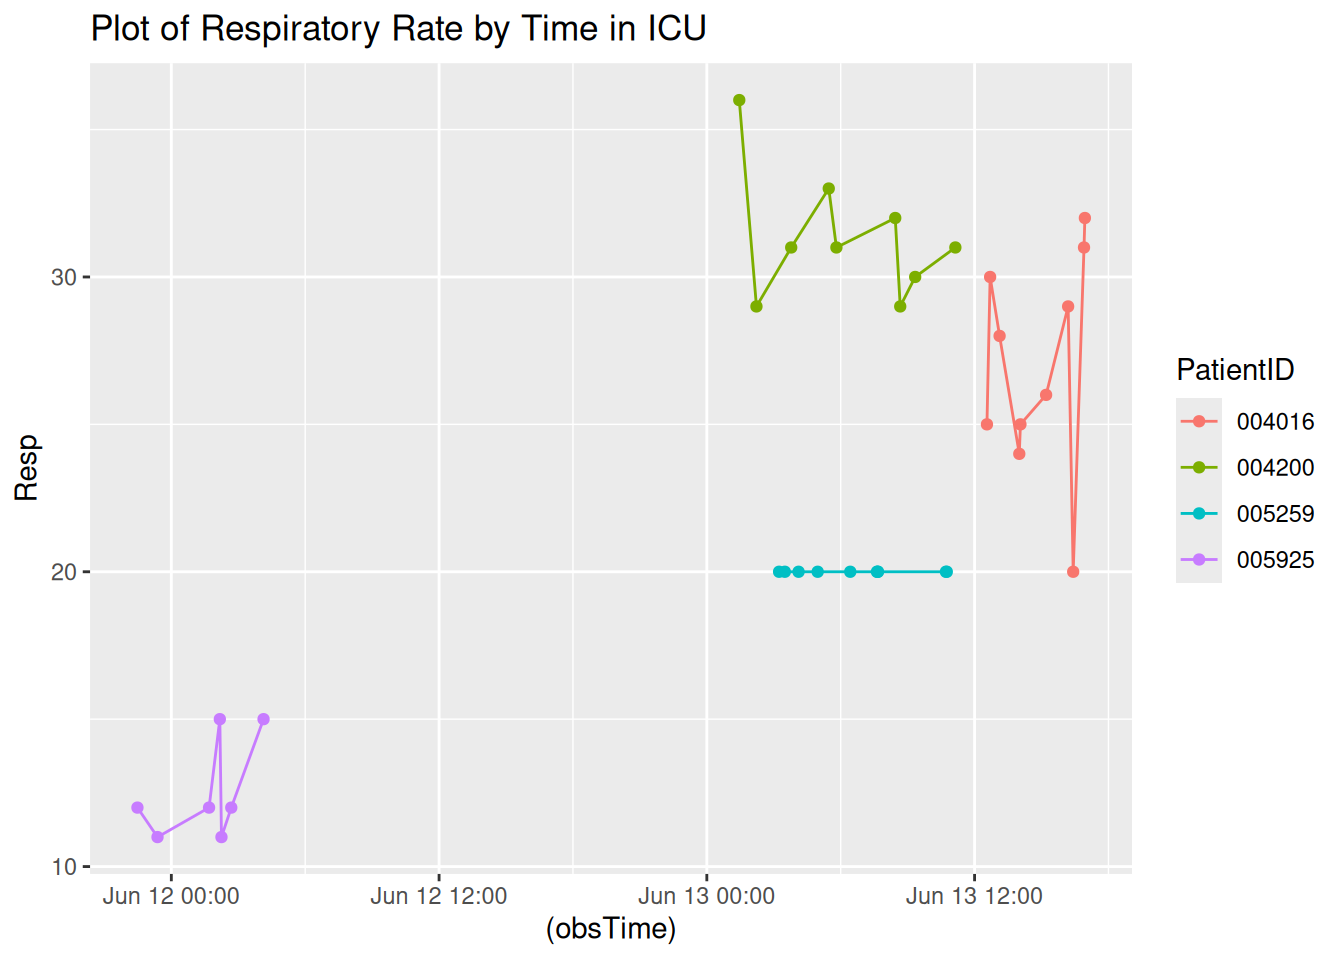 Plot of Respiratory Rate by Time in ICU
Resp
30
20
10
Jun 12 00:00 Jun 12 12:00 Jun 13 00:00 Jun 13 12:00
(obsTime)
PatientID
004016
004200
005259
005925